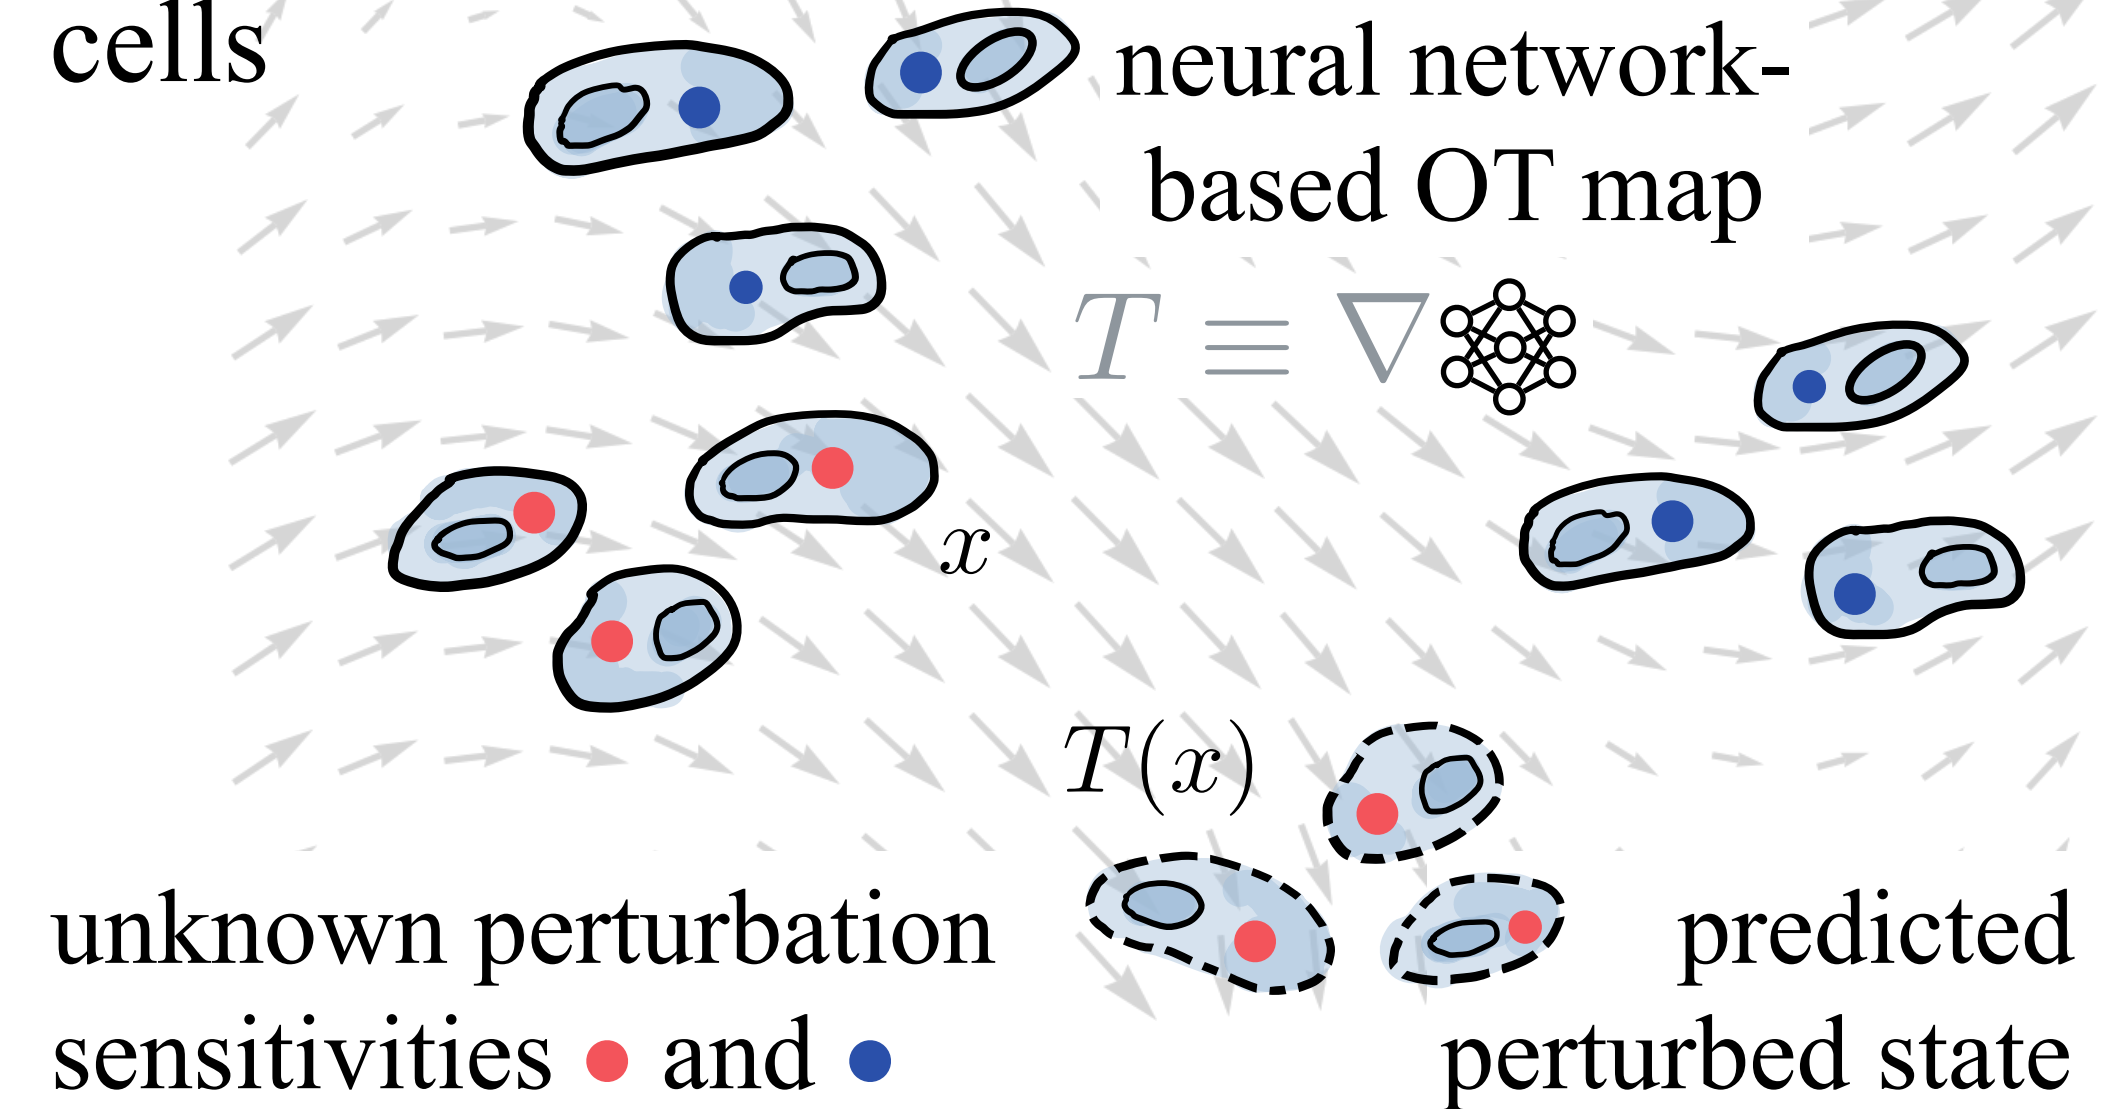 cells
neural network-
based OT map
T ≡ ∇
x
T(x)
unknown perturbation
sensitivities and
predicted
perturbed state